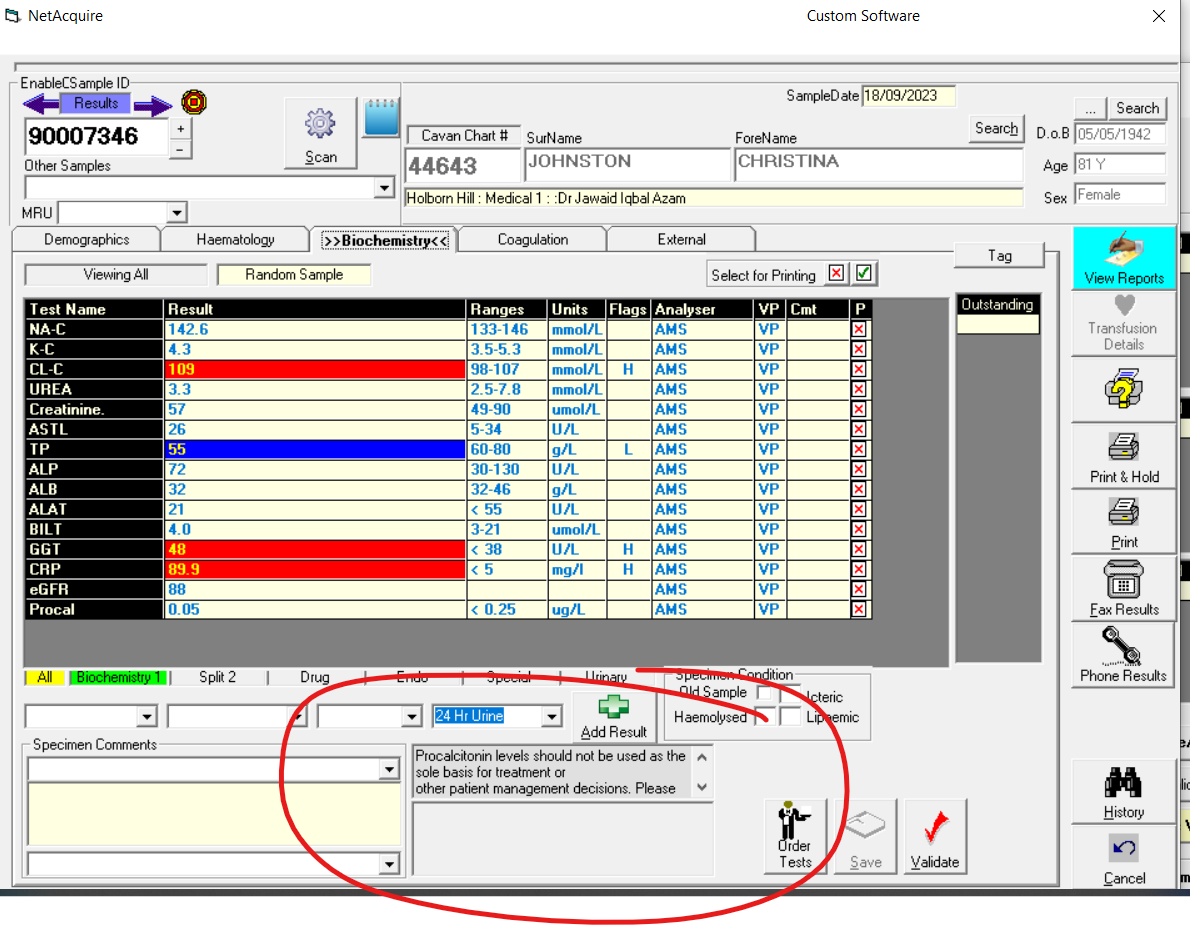 NetAcquire
Custom Software
EnableCSample ID
Results
90007346
+
-
Scan
Other Samples
MRU
SampleDate 18/09/2023
Cavan Chart #
SurName
ForeName
Search
44643
JOHNSTON
CHRISTINA
Holborn Hill : Medical 1 : :Dr Jawaid Iqbal Azam
... Search
D.o.B 05/05/1942
Age 81 Y
Sex Female
Demographics Haematology >>Biochemistry<< Coagulation External
Viewing All Random Sample Select for Printing
Tag
Test Name Result Ranges Units Flags Analyser VP Cmt P
NA-C 142.6 133-146 mmol/L AMS VP
K-C 4.3 3.5-5.3 mmol/L AMS VP
CL-C 109 98-107 mmol/L H AMS VP
UREA 3.3 2.5-7.8 mmol/L AMS VP
Creatinine. 57 49-90 umol/L AMS VP
ASTL 26 5-34 U/L AMS VP
TP 55 60-80 g/L L AMS VP
ALP 72 30-130 U/L AMS VP
ALB 32 32-46 g/L AMS VP
ALAT 21 < 55 U/L AMS VP
BILT 4.0 3-21 umol/L AMS VP
GGT 48 < 38 U/L H AMS VP
CRP 89.9 < 5 mg/l H AMS VP
eGFR 88 AMS VP
Procal 0.05 < 0.25 ug/L AMS VP
Outstanding
View Reports
Transfusion
Details
Print & Hold
Print
Fax Results
Phone Results
History
Cancel
All Biochemistry 1 Split 2 Drug Endo Special Urinary
24 Hr Urine
Add Result
Specimen Condition
Old Sample Icteric
Haemolysed Lipaemic
Specimen Comments
Procalcitonin levels should not be used as the
sole basis for treatment or
other patient management decisions. Please
Order
Tests
Save
Validate